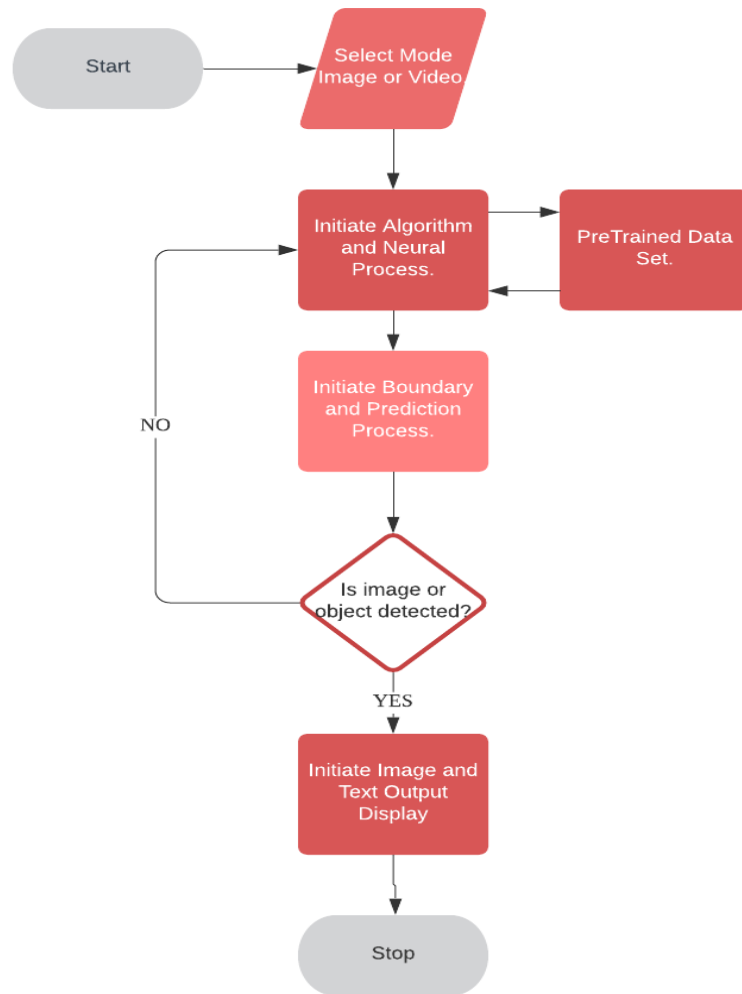 Start
Select Mode
Image or Video.
Initiate Algorithm
and Neural
Process.
PreTrained Data
Set.
Initiate Boundary
and Prediction
Process.
NO
Is image or
object detected?
YES
Initiate Image and
Text Output
Display
Stop